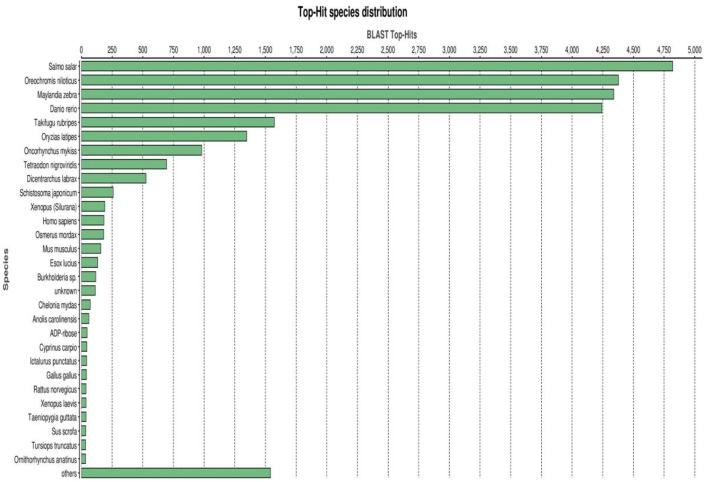 Top-Hit species distribution
BLAST Top-Hits
0 250 500 750 1,000 1,250 1,500 1,750 2,000 2,250 2,500 2,750 3,000 3,250 3,500 3,750 4,000 4,250 4,500 4,750 5,000
Species
Salmo salar
Oreochromis niloticus
Maylandia zebra
Danio rerio
Takifugu rubripes
Oryzias latipes
Oncorhynchus mykiss
Tetraodon nigroviridis
Dicentrarchus labrax
Schistosoma japonicum
Xenopus (Silurana)
Homo sapiens
Osmerus mordax
Mus musculus
Esox lucius
Burkholderia sp.
unknown
Chelonia mydas
Anolis carolinensis
ADP-ribose
Cyprinus carpio
Ictalurus punctatus
Gallus gallus
Rattus norvegicus
Xenopus laevis
Taeniopygia guttata
Sus scrofa
Tursiops truncatus
Ornithorhynchus anatinus
others